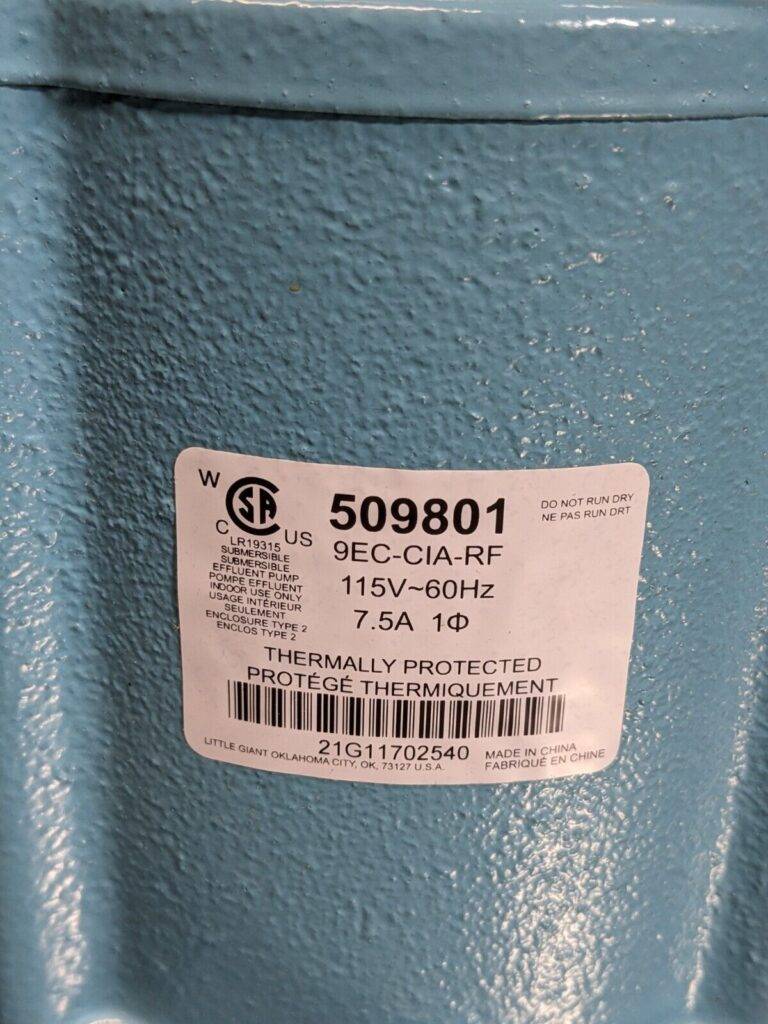 W
SA
C US
LR19315
SUBMERSIBLE
SUBMERSIBLE
EFFLUENT PUMP
POMPE EFFLUENT
INDOOR USE ONLY
USAGE INTÉRIEUR
SEULEMENT
ENCLOSURE TYPE 2
ENCLOS TYPE 2
509801
9EC-CIA-RF
115V~60Hz
7.5A 1Φ
DO NOT RUN DRY
NE PAS RUN DRT
THERMALLY PROTECTED
PROTÉGÉ THERMIQUEMENT
21G11702540
LITTLE GIANT OKLAHOMA CITY, OK, 73127 U.S.A.
MADE IN CHINA
FABRIQUÉ EN CHINE